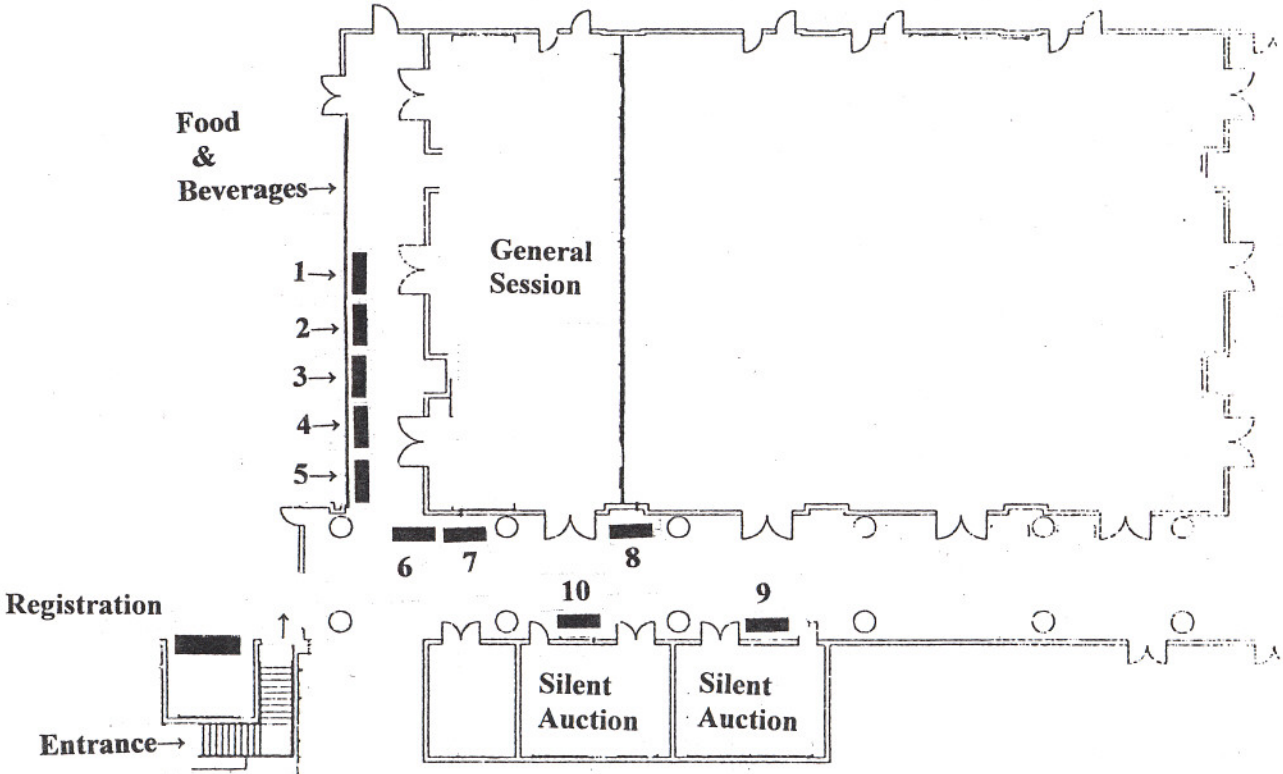 Food
&
Beverages→
General
Session
1→
2→
3→
4→
5→
6
7
8
10
9
Registration
Silent
Auction
Silent
Auction
Entrance→